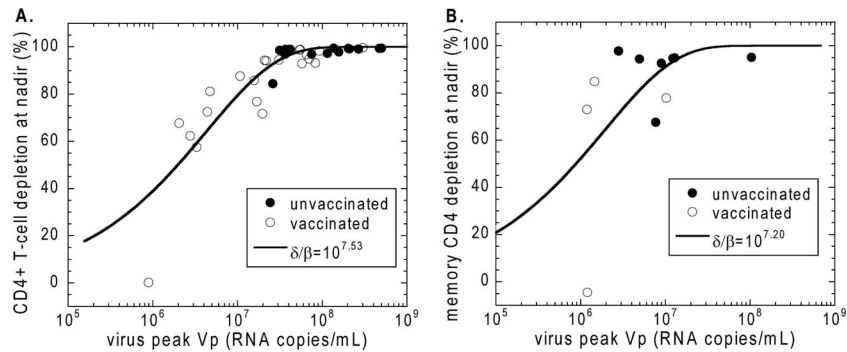 A.
CD4+ T-cell depletion at nadir (%)
100
80
60
40
20
0
unvaccinated
vaccinated
δ/β=10^7.53
10^5 10^6 10^7 10^8 10^9
virus peak Vp (RNA copies/mL)
B.
memory CD4 depletion at nadir (%)
100
80
60
40
20
0
unvaccinated
vaccinated
δ/β=10^7.20
10^5 10^6 10^7 10^8 10^9
virus peak Vp (RNA copies/mL)